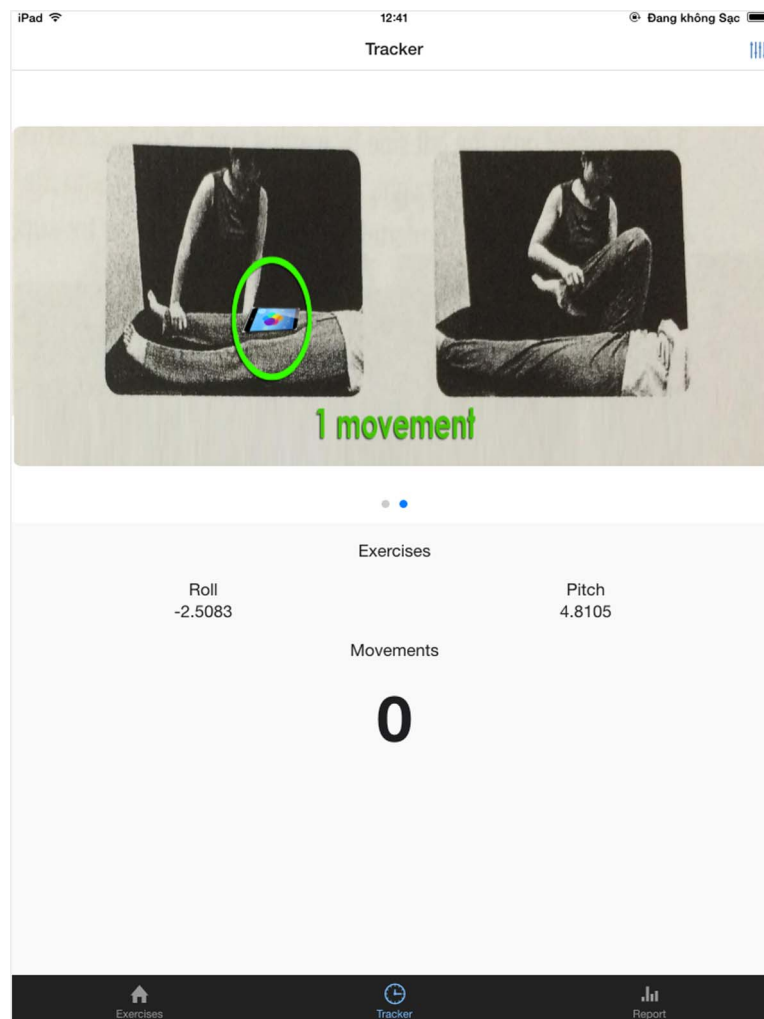 iPad 12:41 Đang không Sạc
Tracker
1 movement
Exercises
Roll Pitch
-2.5083 4.8105
Movements
0
Exercises Tracker Report